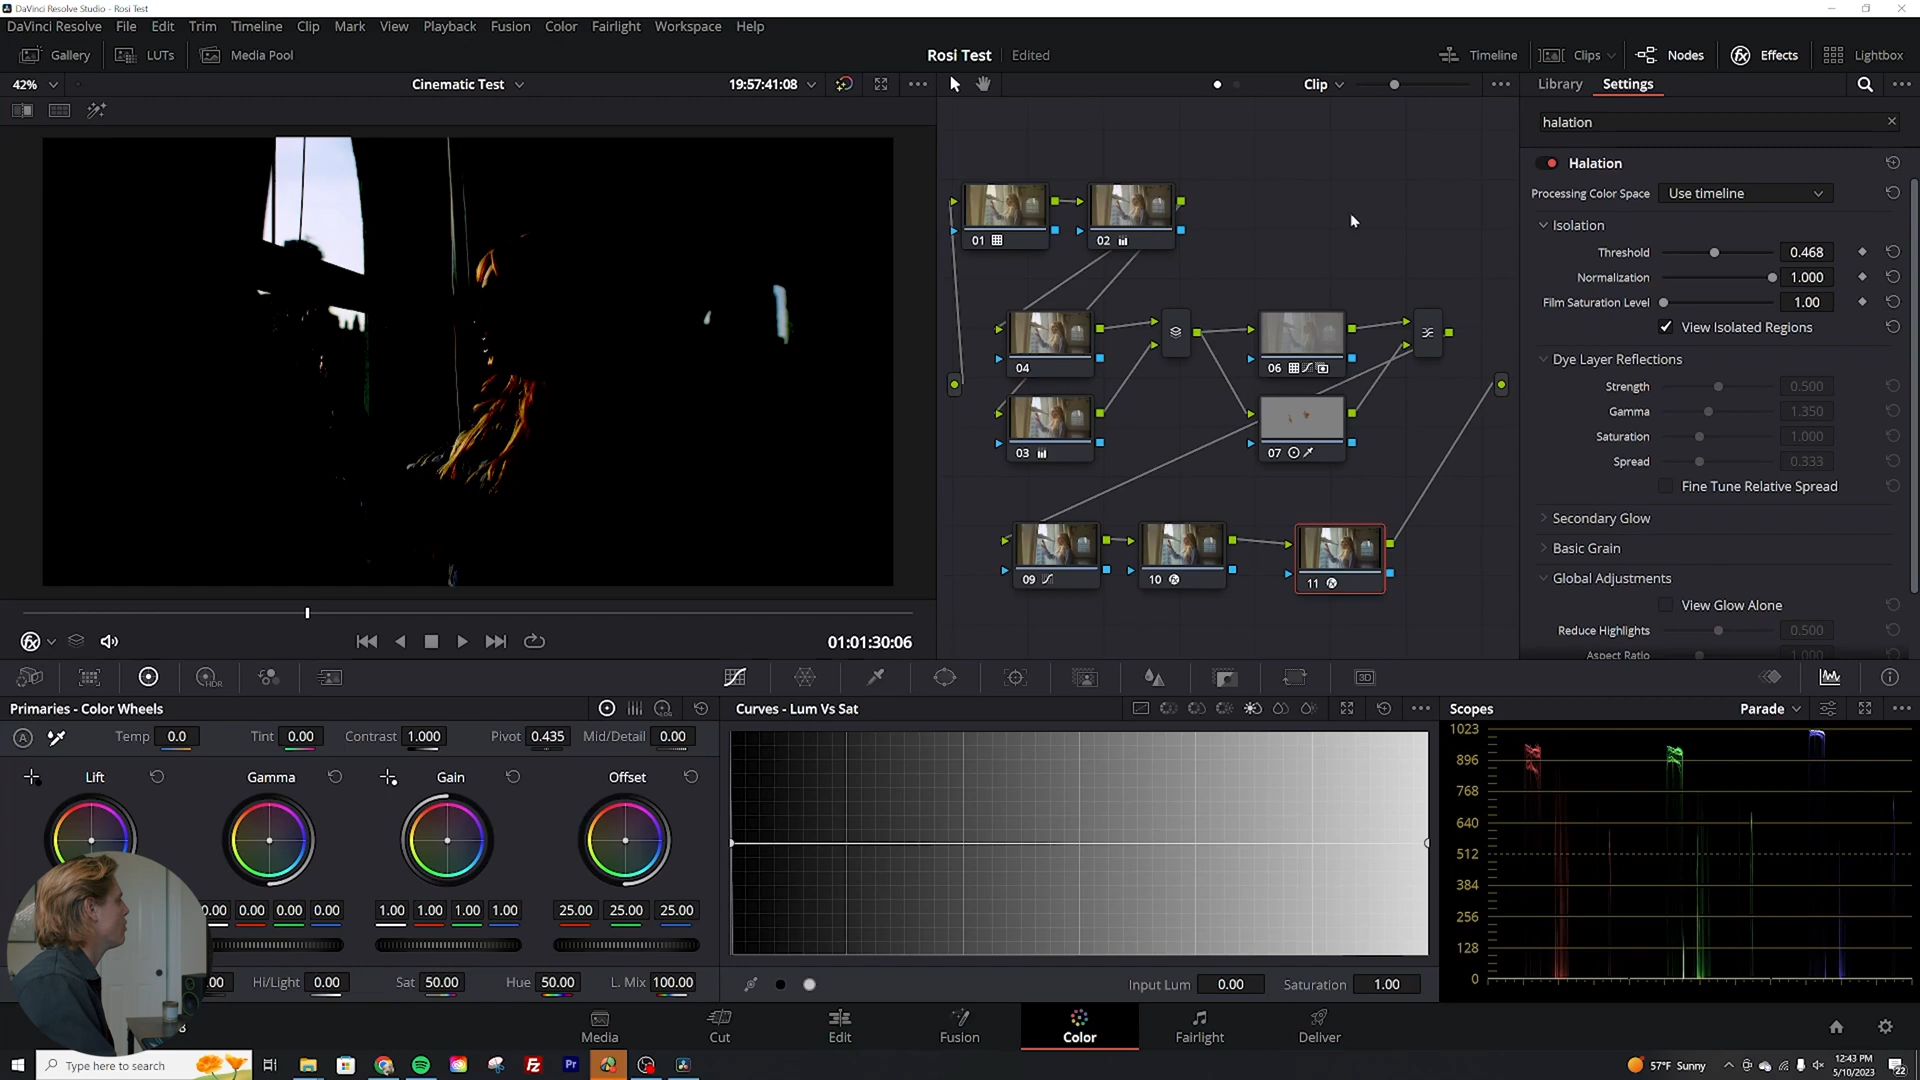 DaVinci Resolve Studio - Rosi Test
DaVinci Resolve File Edit Trim Timeline Clip Mark View Playback Fusion Color Fairlight Workspace Help
Gallery LUTs Media Pool Rosi Test Edited Timeline Clips Nodes Effects Lightbox
42% Cinematic Test 19:57:41:08 Clip Library Settings
halation
Halation
Processing Color Space Use timeline
Isolation
Threshold 0.468
Normalization 1.000
Film Saturation Level 1.00
View Isolated Regions
Dye Layer Reflections
Strength 0.500
Gamma 1.350
Saturation 1.000
Spread 0.333
Fine Tune Relative Spread
Secondary Glow
Basic Grain
Global Adjustments
View Glow Alone
Reduce Highlights 0.500
Aspect Ratio 1.000
01 02
04 06
03 07
09 10 11
01:01:30:06
HDR 3D
Primaries - Color Wheels Curves - Lum Vs Sat Scopes Parade
A Temp 0.0 Tint 0.00 Contrast 1.000 Pivot 0.435 Mid/Detail 0.00
Lift Gamma Gain Offset
0.00 0.00 0.00 0.00 1.00 1.00 1.00 1.00 25.00 25.00 25.00
.00 Hi/Light 0.00 Sat 50.00 Hue 50.00 L. Mix 100.00
Input Lum 0.00 Saturation 1.00
1023
896
768
640
512
384
256
128
0
Media Cut Edit Fusion Color Fairlight Deliver
Type here to search
Pr
57°F Sunny
12:43 PM
5/10/2023
22